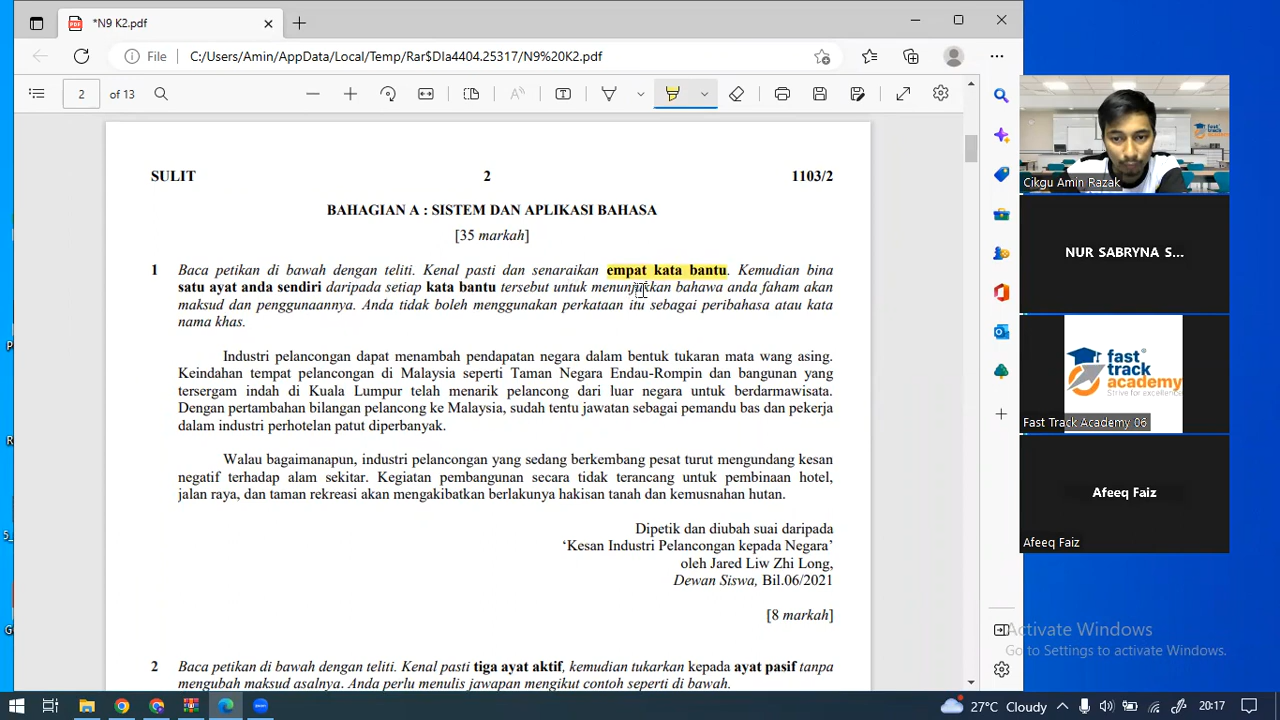 *N9 K2.pdf
File
C:/Users/Amin/AppData/Local/Temp/Rar$DIa4404.25317/N9%20K2.pdf
2 of 13
SULIT 2 1103/2
BAHAGIAN A : SISTEM DAN APLIKASI BAHASA
[35 markah]
1 Baca petikan di bawah dengan teliti. Kenal pasti dan senaraikan empat kata bantu. Kemudian bina
satu ayat anda sendiri daripada setiap kata bantu tersebut untuk menunjukkan bahawa anda faham akan
maksud dan penggunaannya. Anda tidak boleh menggunakan perkataan itu sebagai peribahasa atau kata
nama khas.
Industri pelancongan dapat menambah pendapatan negara dalam bentuk tukaran mata wang asing.
Keindahan tempat pelancongan di Malaysia seperti Taman Negara Endau-Rompin dan bangunan yang
tersergam indah di Kuala Lumpur telah menarik pelancong dari luar negara untuk berdarmawisata.
Dengan pertambahan bilangan pelancong ke Malaysia, sudah tentu jawatan sebagai pemandu bas dan pekerja
dalam industri perhotelan patut diperbanyak.
Walau bagaimanapun, industri pelancongan yang sedang berkembang pesat turut mengundang kesan
negatif terhadap alam sekitar. Kegiatan pembangunan secara tidak terancang untuk pembinaan hotel,
jalan raya, dan taman rekreasi akan mengakibatkan berlakunya hakisan tanah dan kemusnahan hutan.
Dipetik dan diubah suai daripada
‘Kesan Industri Pelancongan kepada Negara’
oleh Jared Liw Zhi Long,
Dewan Siswa, Bil.06/2021
[8 markah]
2 Baca petikan di bawah dengan teliti. Kenal pasti tiga ayat aktif, kemudian tukarkan kepada ayat pasif tanpa
mengubah maksud asalnya. Anda perlu menulis jawapan mengikut contoh seperti di bawah.
Cikgu Amin Razak
NUR SABRYNA S...
fast
track
academy
Strive for excellence
Fast Track Academy 06
Afeeq Faiz
Afeeq Faiz
Activate Windows
Go to Settings to activate Windows.
27°C Cloudy
20:17